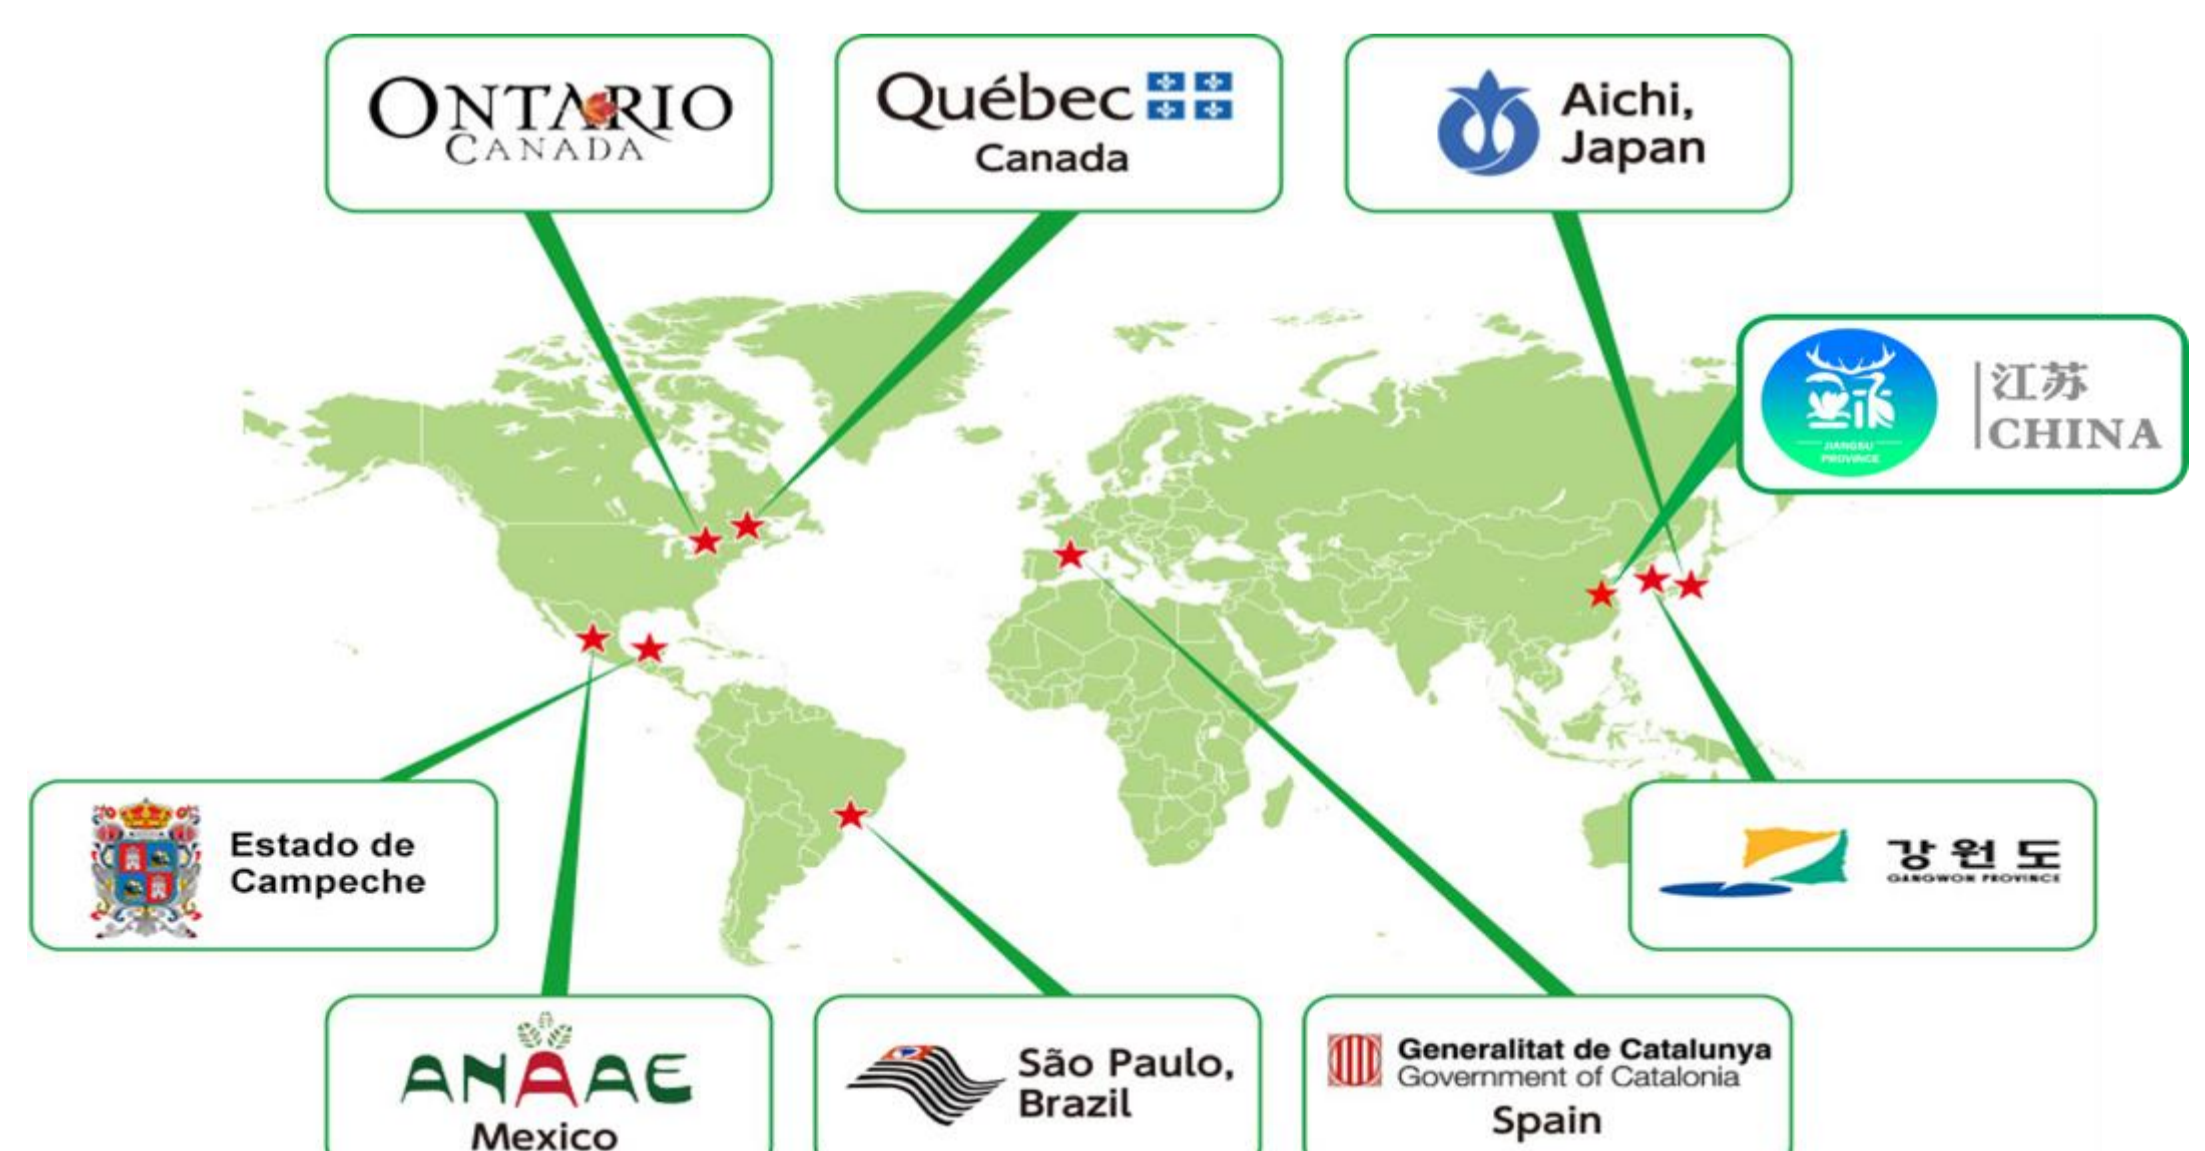 ONTARIO
CANADA
Québec
Canada
Aichi,
Japan
JIANGSU
PROVINCE
江苏
CHINA
Estado de
Campeche
강원도
GANGWON PROVINCE
ANAAE
Mexico
São Paulo,
Brazil
Generalitat de Catalunya
Government of Catalonia
Spain